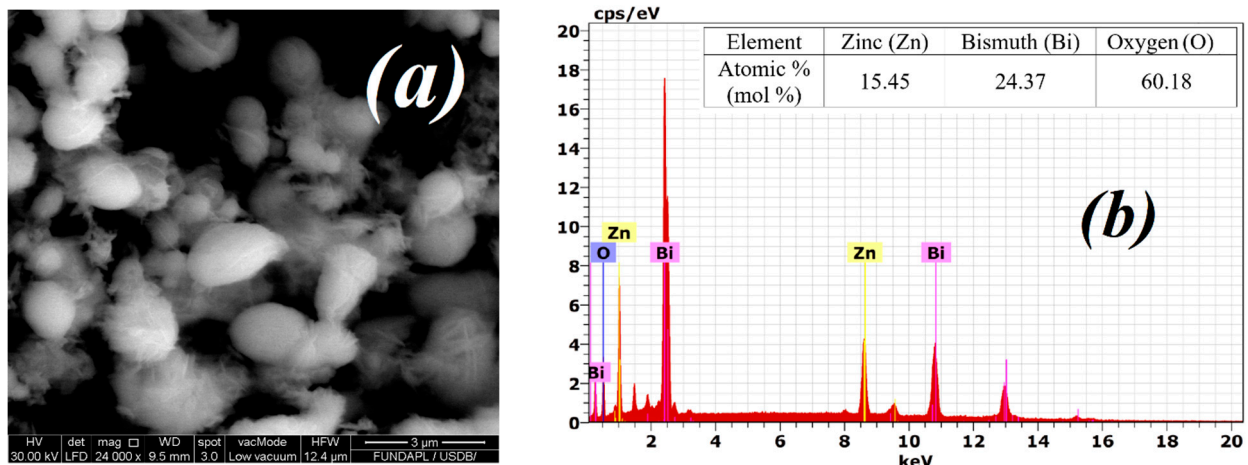 (a)
HV det mag □ WD spot vacMode HFW 3 μm
30.00 kV LFD 24 000 x 9.5 mm 3.0 Low vacuum 12.4 μm FUNDAPL / USDB/
cps/eV
20
18
16
14
12
10
8
6
4
2
0
Element Zinc (Zn) Bismuth (Bi) Oxygen (O)
Atomic % (mol %) 15.45 24.37 60.18
(b)
Zn
O Bi Zn Bi
Bi
2 4 6 8 10 12 14 16 18 20
keV